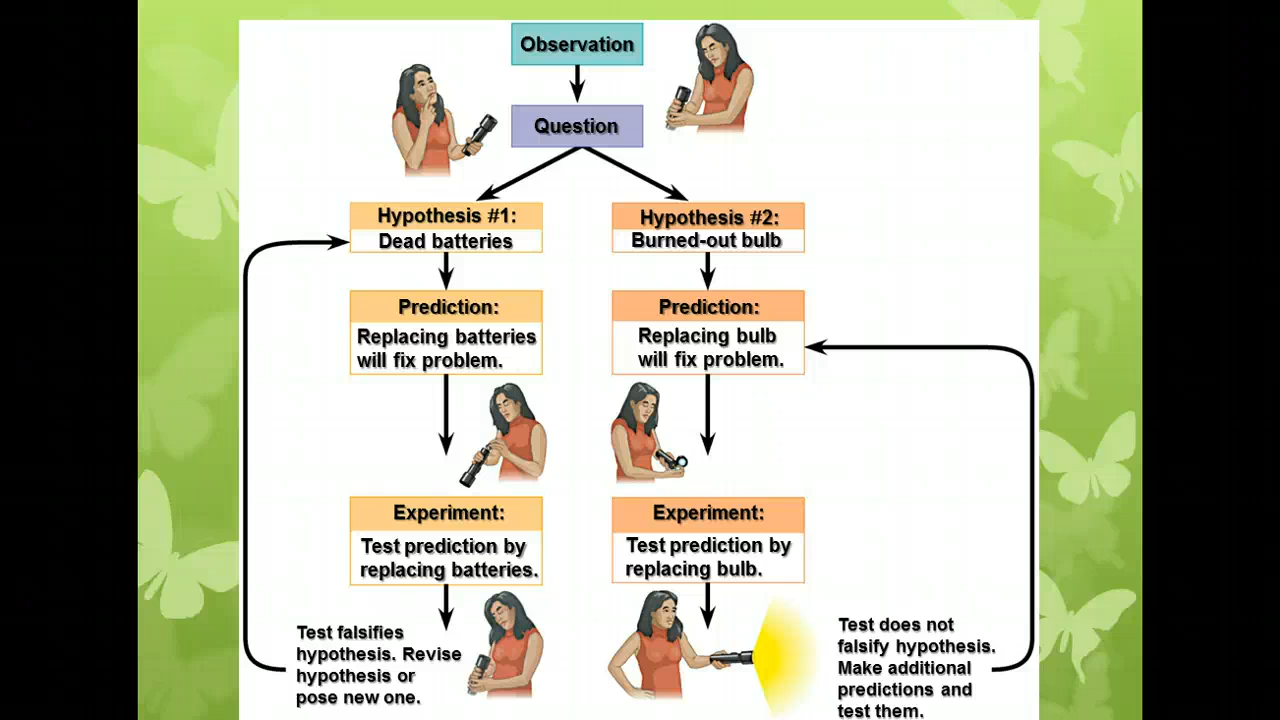 Observation
Question
Hypothesis #1:
Dead batteries
Prediction:
Replacing batteries
will fix problem.
Experiment:
Test prediction by
replacing batteries.
Test falsifies
hypothesis. Revise
hypothesis or
pose new one.
Hypothesis #2:
Burned-out bulb
Prediction:
Replacing bulb
will fix problem.
Experiment:
Test prediction by
replacing bulb.
Test does not
falsify hypothesis.
Make additional
predictions and
test them.